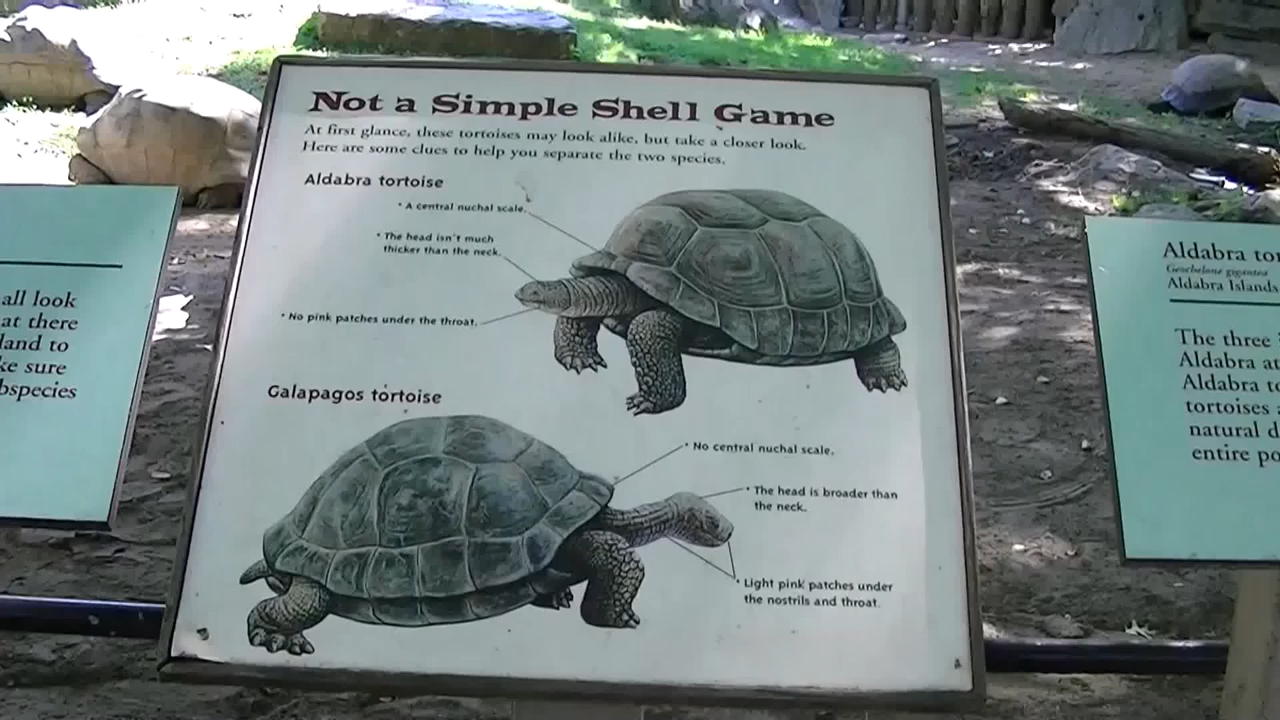 Not a Simple Shell Game
At first glance, these tortoises may look alike, but take a closer look.
Here are some clues to help you separate the two species.
Aldabra tortoise
• A central nuchal scale.
• The head isn't much
thicker than the neck.
• No pink patches under the throat.
Galapagos tortoise
• No central nuchal scale.
• The head is broader than
the neck.
• Light pink patches under
the nostrils and throat.
all look
at there
land to
ke sure
bspecies
Aldabra tor
Geochelone gigantea
Aldabra Islands
The three
Aldabra at
Aldabra to
tortoises
natural d
entire po